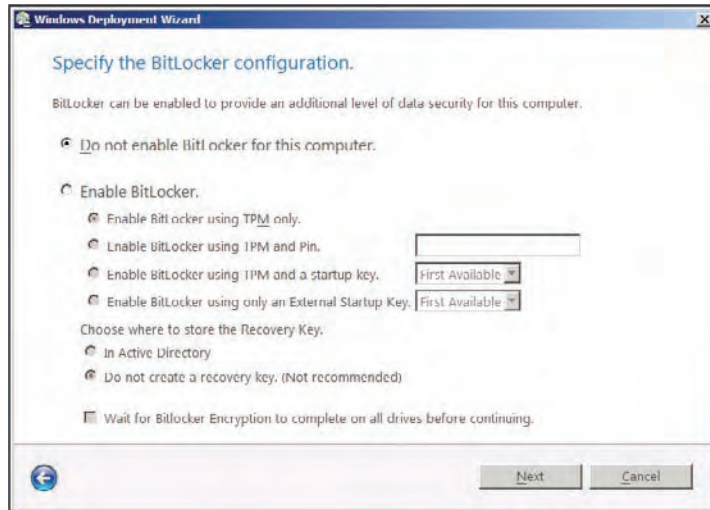 Windows Deployment Wizard
Specify the BitLocker configuration.
BitLocker can be enabled to provide an additional level of data security for this computer.
Do not enable BitLocker for this computer.
Enable BitLocker.
Enable BitLocker using TPM only.
Enable BitLocker using TPM and Pin.
Enable BitLocker using TPM and a startup key. First Available
Enable BitLocker using only an External Startup Key. First Available
Choose where to store the Recovery Key.
In Active Directory
Do not create a recovery key. (Not recommended)
Wait for Bitlocker Encryption to complete on all drives before continuing.
Next Cancel